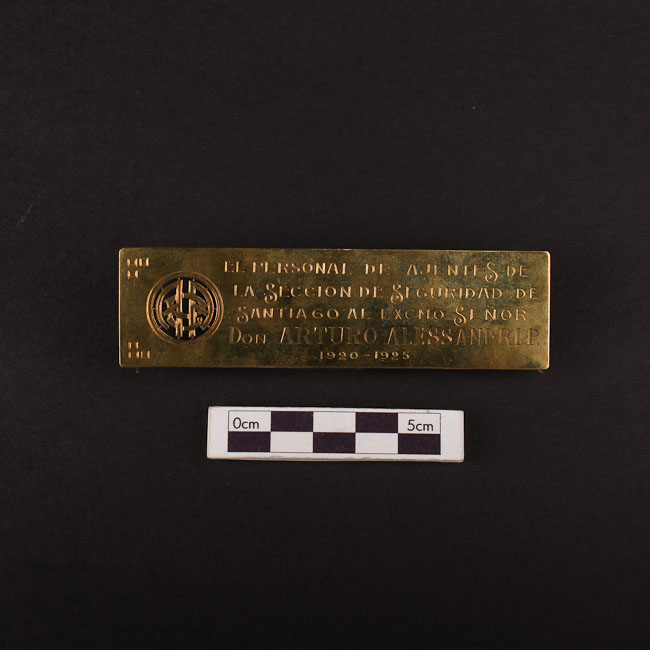 EL PERSONAL DE AJENTES DE
LA SECCION DE SEGURIDAD DE
SANTIAGO AL EXCMO SEÑOR
DON ARTURO ALESSANDRI P.
1920-1925
0cm 5cm